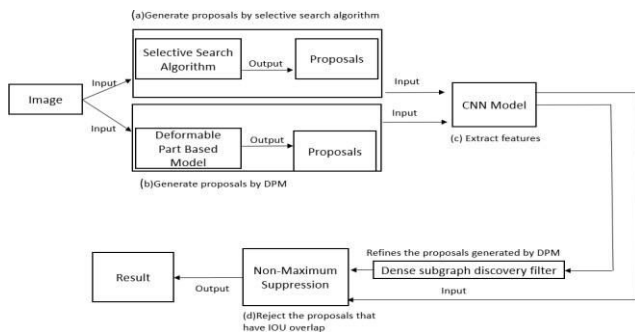 (a)Generate proposals by selective search algorithm
Selective Search
Algorithm
Output
Proposals
Input
Input
Image
CNN Model
Input
Input
Deformable
Part Based
Model
Output
Proposals
(c) Extract features
(b)Generate proposals by DPM
Refines the proposals generated by DPM
Result
Output
Non-Maximum
Suppression
Dense subgraph discovery filter
Input
(d)Reject the proposals that
have IOU overlap